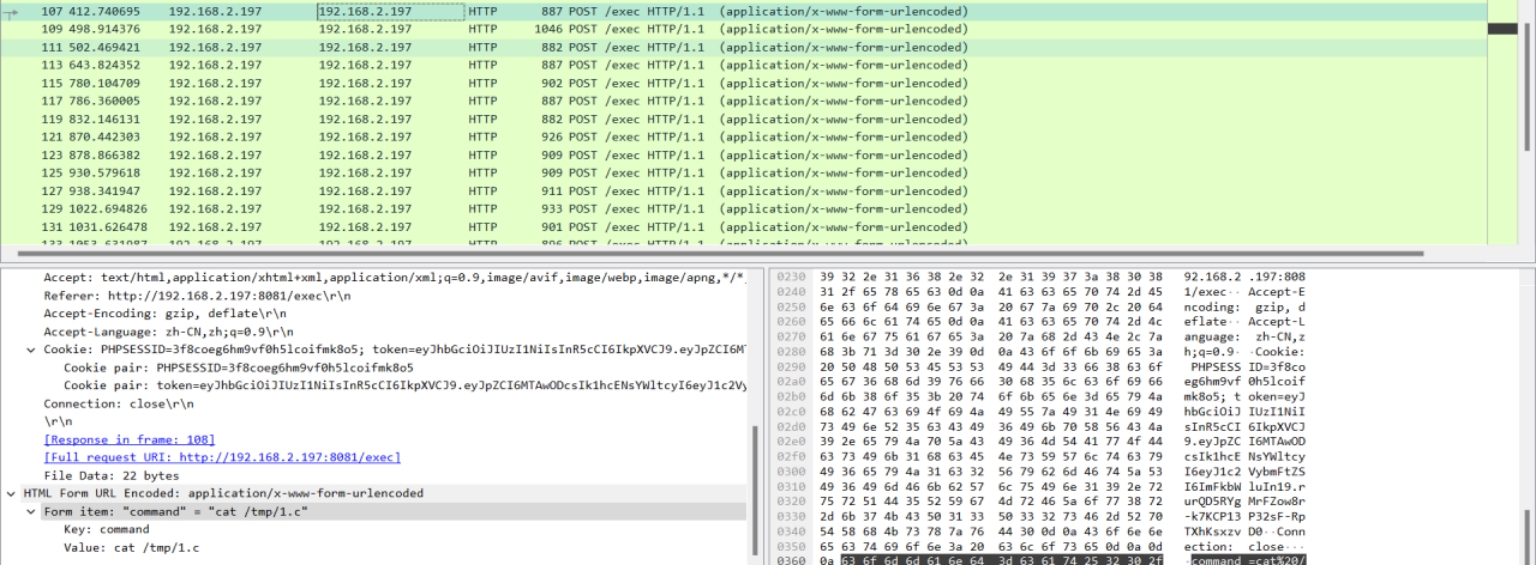 107 412.740695 192.168.2.197 192.168.2.197 HTTP 887 POST /exec HTTP/1.1 (application/x-www-form-urlencoded)
109 498.914376 192.168.2.197 192.168.2.197 HTTP 1046 POST /exec HTTP/1.1 (application/x-www-form-urlencoded)
111 502.469421 192.168.2.197 192.168.2.197 HTTP 882 POST /exec HTTP/1.1 (application/x-www-form-urlencoded)
113 643.824352 192.168.2.197 192.168.2.197 HTTP 887 POST /exec HTTP/1.1 (application/x-www-form-urlencoded)
115 780.104709 192.168.2.197 192.168.2.197 HTTP 902 POST /exec HTTP/1.1 (application/x-www-form-urlencoded)
117 786.360005 192.168.2.197 192.168.2.197 HTTP 887 POST /exec HTTP/1.1 (application/x-www-form-urlencoded)
119 832.146131 192.168.2.197 192.168.2.197 HTTP 882 POST /exec HTTP/1.1 (application/x-www-form-urlencoded)
121 870.442303 192.168.2.197 192.168.2.197 HTTP 926 POST /exec HTTP/1.1 (application/x-www-form-urlencoded)
123 878.866382 192.168.2.197 192.168.2.197 HTTP 909 POST /exec HTTP/1.1 (application/x-www-form-urlencoded)
125 930.579618 192.168.2.197 192.168.2.197 HTTP 909 POST /exec HTTP/1.1 (application/x-www-form-urlencoded)
127 938.341947 192.168.2.197 192.168.2.197 HTTP 911 POST /exec HTTP/1.1 (application/x-www-form-urlencoded)
129 1022.694826 192.168.2.197 192.168.2.197 HTTP 933 POST /exec HTTP/1.1 (application/x-www-form-urlencoded)
131 1031.626478 192.168.2.197 192.168.2.197 HTTP 901 POST /exec HTTP/1.1 (application/x-www-form-urlencoded)
133 1053.631987 192.168.2.197 192.168.2.197 HTTP 896 POST /exec HTTP/1.1 (application/x-www-form-urlencoded)
Accept: text/html,application/xhtml+xml,application/xml;q=0.9,image/avif,image/webp,image/apng,*/*
Referer: http://192.168.2.197:8081/exec\r\n
Accept-Encoding: gzip, deflate\r\n
Accept-Language: zh-CN,zh;q=0.9\r\n
Cookie: PHPSESSID=3f8coeg6hm9vf0h5lcoifmk8o5; token=eyJhbGciOiJIUzI1NiIsInR5cCI6IkpXVCJ9.eyJpZCI6M
Cookie pair: PHPSESSID=3f8coeg6hm9vf0h5lcoifmk8o5
Cookie pair: token=eyJhbGciOiJIUzI1NiIsInR5cCI6IkpXVCJ9.eyJpZCI6MTAwODcsIk1hcENsYWltcyI6eyJ1c2Vy
Connection: close\r\n
\r\n
[Response in frame: 108]
[Full request URI: http://192.168.2.197:8081/exec]
File Data: 22 bytes
HTML Form URL Encoded: application/x-www-form-urlencoded
Form item: "command" = "cat /tmp/1.c"
Key: command
Value: cat /tmp/1.c
0230 39 32 2e 31 36 38 2e 32 2e 31 39 37 3a 38 30 38 92.168.2 .197:808
0240 31 2f 65 78 65 63 0d 0a 41 63 63 65 70 74 2d 45 1/exec·· Accept-E
0250 6e 63 6f 64 69 6e 67 3a 20 67 7a 69 70 2c 20 64 ncoding: gzip, d
0260 65 66 6c 61 74 65 0d 0a 41 63 63 65 70 74 2d 4c eflate·· Accept-L
0270 61 6e 67 75 61 67 65 3a 20 7a 68 2d 43 4e 2c 7a anguage: zh-CN,z
0280 68 3b 71 3d 30 2e 39 0d 0a 43 6f 6f 6b 69 65 3a h;q=0.9· ·Cookie:
0290 20 50 48 50 53 45 53 53 49 44 3d 33 66 38 63 6f PHPSESS ID=3f8co
02a0 65 67 36 68 6d 39 76 66 30 68 35 6c 63 6f 69 66 eg6hm9vf 0h5lcoif
02b0 6d 6b 38 6f 35 3b 20 74 6f 6b 65 6e 3d 65 79 4a mk8o5; t oken=eyJ
02c0 68 62 47 63 69 4f 69 4a 49 55 7a 49 31 4e 69 49 hbGciOiJ IUzI1NiI
02d0 73 49 6e 52 35 63 43 49 36 49 6b 70 58 56 43 4a sInR5cCI 6IkpXVCJ
02e0 39 2e 65 79 4a 70 5a 43 49 36 4d 54 41 77 4f 44 9.eyJpZC I6MTAwOD
02f0 63 73 49 6b 31 68 63 45 4e 73 59 57 6c 74 63 79 csIk1hcE NsYWltcy
0300 49 36 65 79 4a 31 63 32 56 79 62 6d 46 74 5a 53 I6eyJ1c2 VybmFtZS
0310 49 36 49 6d 46 6b 62 57 6c 75 49 6e 31 39 2e 72 I6ImFkbW luIn19.r
0320 75 72 51 44 35 52 59 67 4d 72 46 5a 6f 77 38 72 urQD5RYg MrFZow8r
0330 2d 6b 37 4b 43 50 31 33 50 33 32 73 46 2d 52 70 -k7KCP13 P32sF-Rp
0340 54 58 68 4b 73 78 7a 76 44 30 0d 0a 43 6f 6e 6e TXhKsxzv D0··Conn
0350 65 63 74 69 6f 6e 3a 20 63 6c 6f 73 65 0d 0a 0d ection: close···
0360 0a 63 6f 6d 6d 61 6e 64 3d 63 61 74 25 32 30 2f ·command =cat%20/